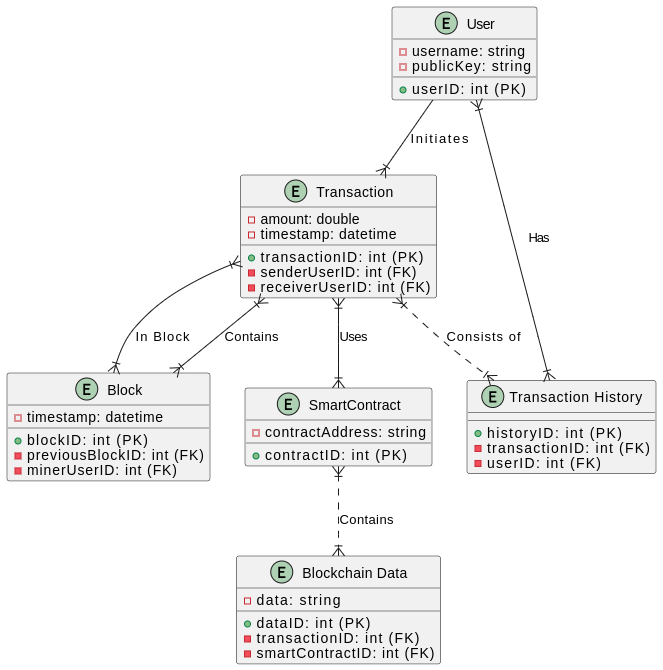 E User
username: string
publicKey: string
userID: int (PK)
Initiates
E Transaction
amount: double
timestamp: datetime
transactionID: int (PK)
senderUserID: int (FK)
receiverUserID: int (FK)
Has
In Block
Contains
Uses
Consists of
E Block
timestamp: datetime
blockID: int (PK)
previousBlockID: int (FK)
minerUserID: int (FK)
E SmartContract
contractAddress: string
contractID: int (PK)
E Transaction History
historyID: int (PK)
transactionID: int (FK)
userID: int (FK)
Contains
E Blockchain Data
data: string
dataID: int (PK)
transactionID: int (FK)
smartContractID: int (FK)